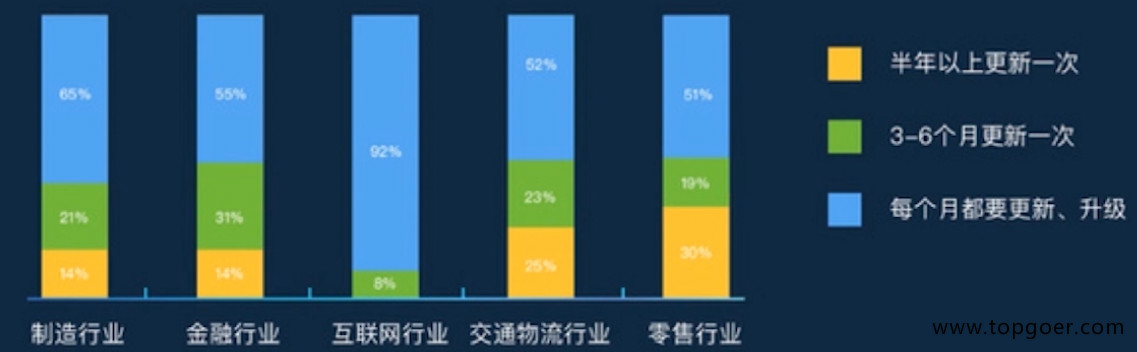 65%
55%
92%
52%
51%
21%
31%
8%
23%
19%
14%
14%
25%
30%
制造行业
金融行业
互联网行业
交通物流行业
零售行业
半年以上更新一次
3-6个月更新一次
每个月都要更新、升级
www.topgoer.com